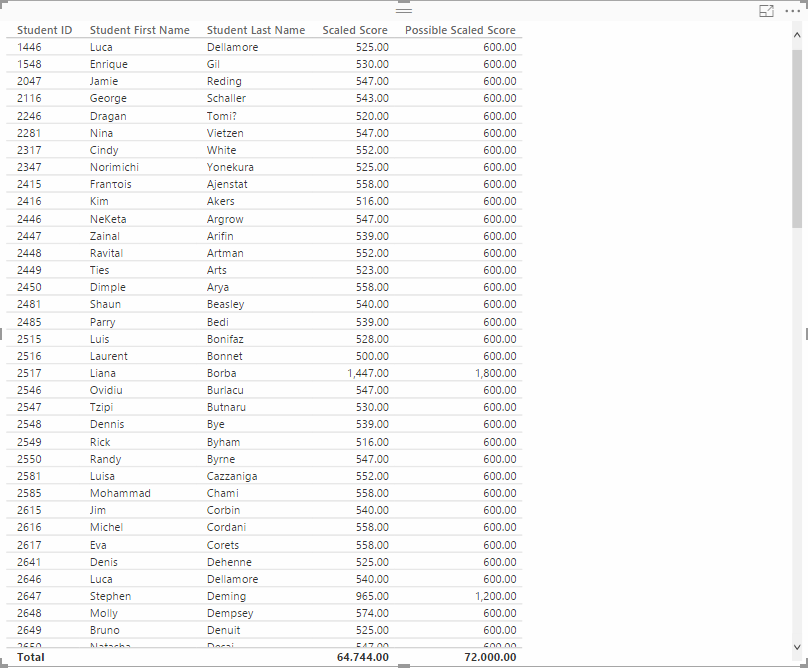 Student ID Student First Name Student Last Name Scaled Score Possible Scaled Score
1446 Luca Dellamore 525.00 600.00
1548 Enrique Gil 530.00 600.00
2047 Jamie Reding 547.00 600.00
2116 George Schaller 543.00 600.00
2246 Dragan Tomi? 520.00 600.00
2281 Nina Vietzen 547.00 600.00
2317 Cindy White 552.00 600.00
2347 Norimichi Yonekura 525.00 600.00
2415 Franτois Ajenstat 558.00 600.00
2416 Kim Akers 516.00 600.00
2446 NeKeta Argrow 547.00 600.00
2447 Zainal Arifin 539.00 600.00
2448 Ravital Artman 552.00 600.00
2449 Ties Arts 523.00 600.00
2450 Dimple Arya 558.00 600.00
2481 Shaun Beasley 540.00 600.00
2485 Parry Bedi 539.00 600.00
2515 Luis Bonifaz 528.00 600.00
2516 Laurent Bonnet 500.00 600.00
2517 Liana Borba 1,447.00 1,800.00
2546 Ovidiu Burlacu 547.00 600.00
2547 Tzipi Butnaru 530.00 600.00
2548 Dennis Bye 539.00 600.00
2549 Rick Byham 516.00 600.00
2550 Randy Byrne 547.00 600.00
2581 Luisa Cazzaniga 552.00 600.00
2585 Mohammad Chami 558.00 600.00
2615 Jim Corbin 540.00 600.00
2616 Michel Cordani 558.00 600.00
2617 Eva Corets 558.00 600.00
2641 Denis Dehenne 525.00 600.00
2646 Luca Dellamore 540.00 600.00
2647 Stephen Deming 965.00 1,200.00
2648 Molly Dempsey 574.00 600.00
2649 Bruno Denuit 525.00 600.00
2650 Natasha Desai 547.00 600.00
Total 64,744.00 72,000.00